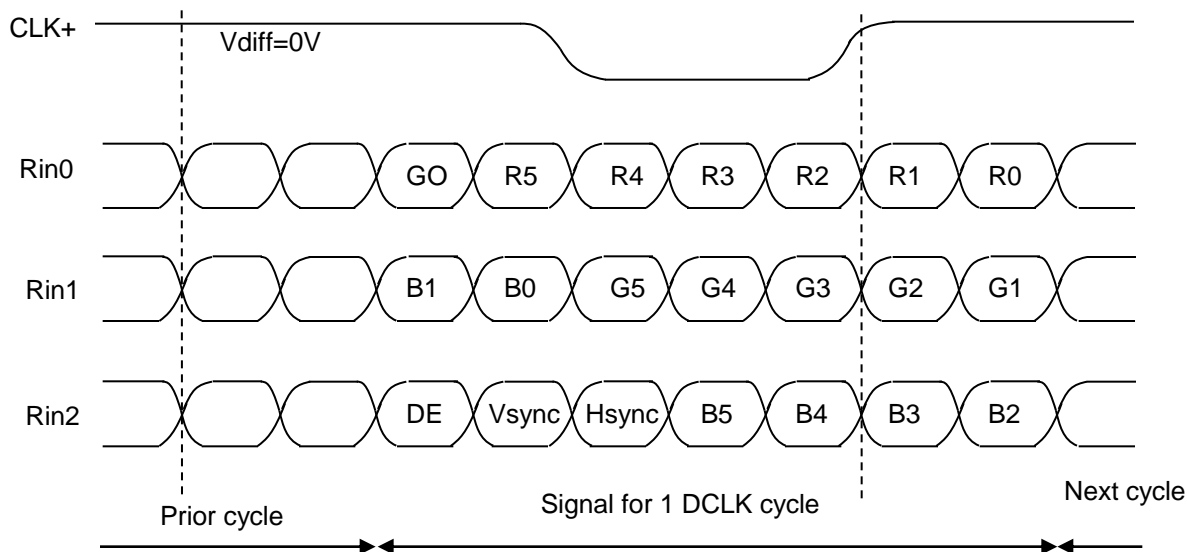 CLK+
Vdiff=0V
Rin0 GO R5 R4 R3 R2 R1 R0
Rin1 B1 B0 G5 G4 G3 G2 G1
Rin2 DE Vsync Hsync B5 B4 B3 B2
Prior cycle Signal for 1 DCLK cycle Next cycle